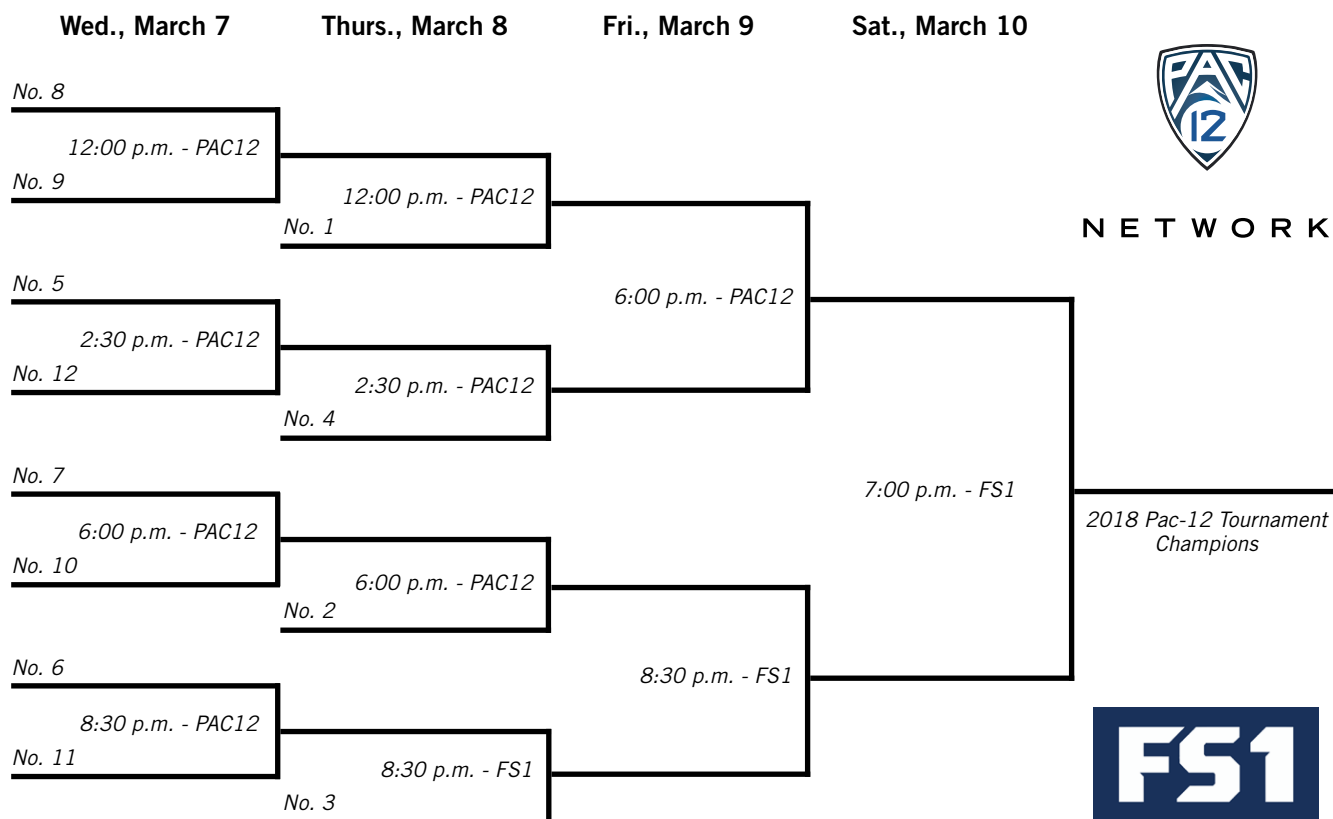 Wed., March 7
Thurs., March 8
Fri., March 9
Sat., March 10
PAC
12
NETWORK
No. 8
12:00 p.m. - PAC12
No. 9
12:00 p.m. - PAC12
No. 1
No. 5
6:00 p.m. - PAC12
2:30 p.m. - PAC12
No. 12
2:30 p.m. - PAC12
No. 4
No. 7
7:00 p.m. - FS1
6:00 p.m. - PAC12
2018 Pac-12 Tournament
Champions
No. 10
6:00 p.m. - PAC12
No. 2
No. 6
8:30 p.m. - FS1
8:30 p.m. - PAC12
No. 11
8:30 p.m. - FS1
No. 3
FS1